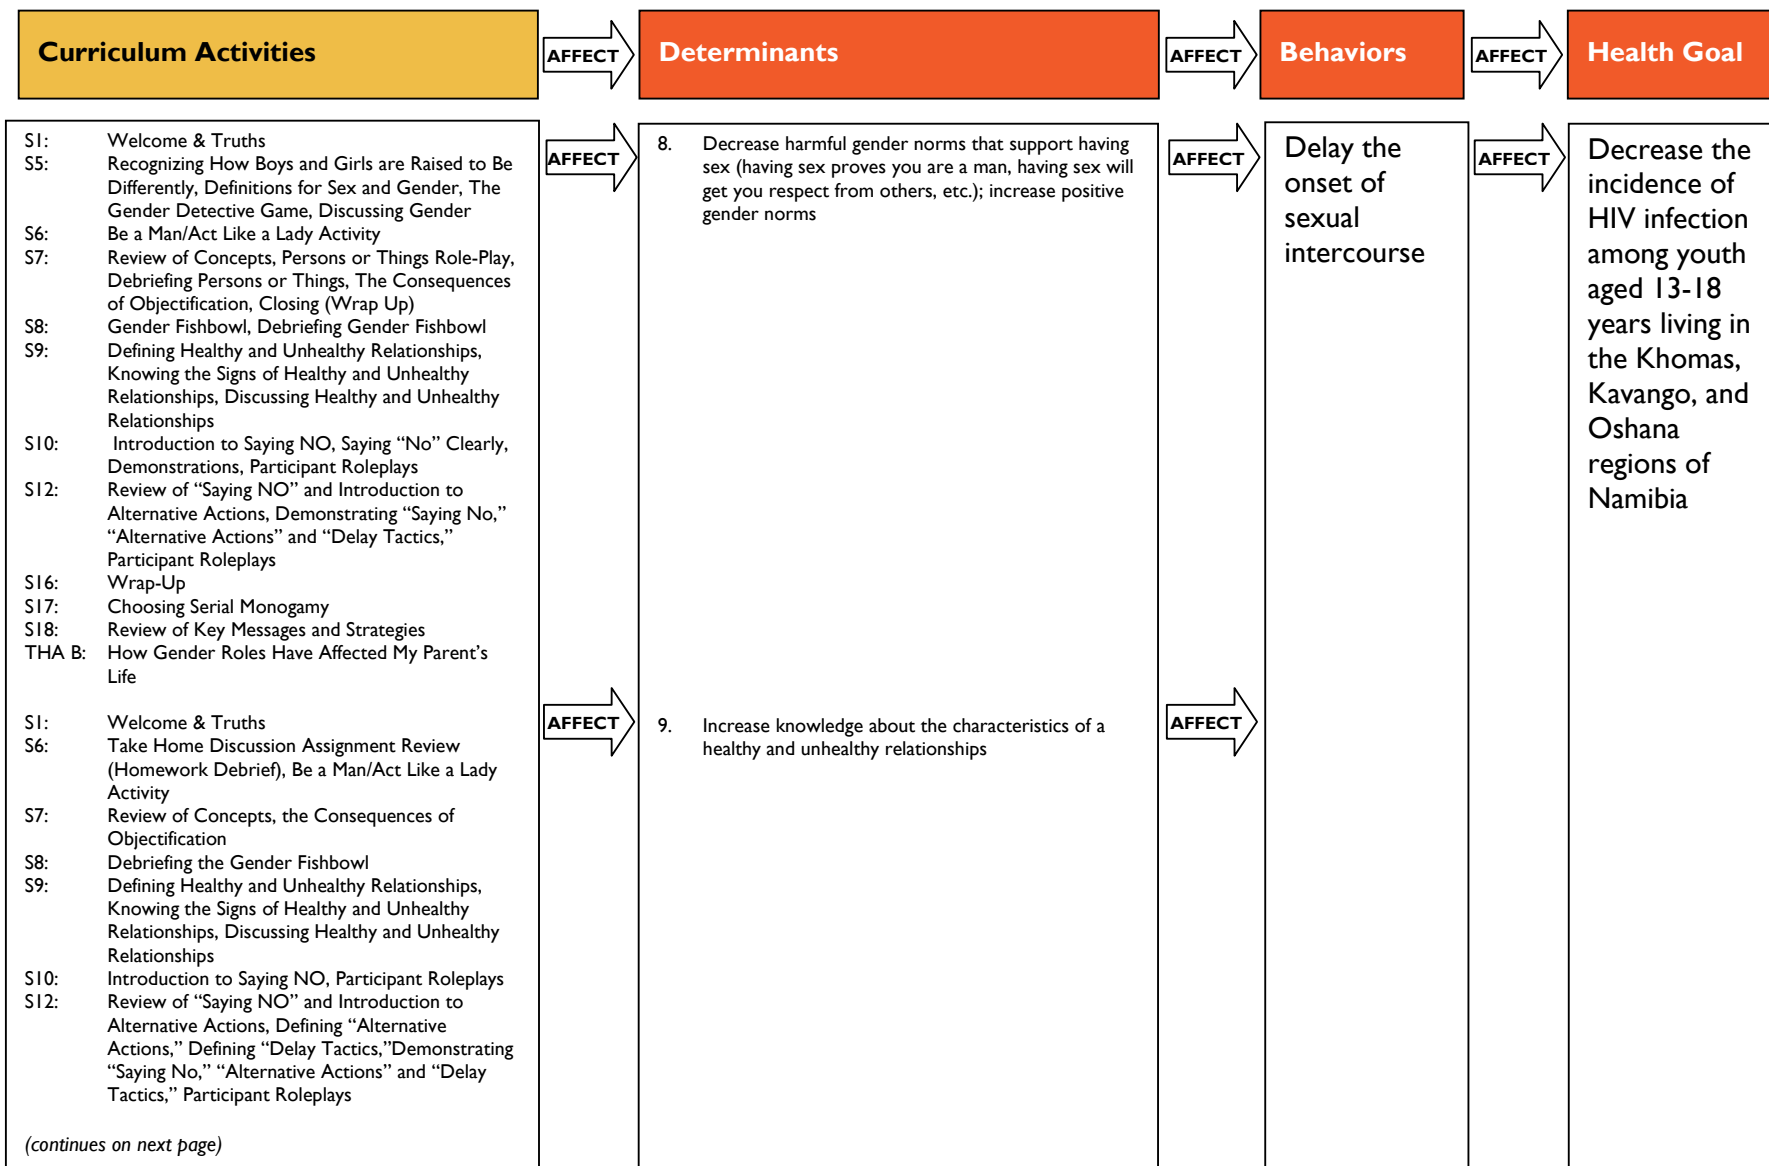 Curriculum Activities
AFFECT
Determinants
AFFECT
Behaviors
AFFECT
Health Goal
S1: Welcome & Truths
S5: Recognizing How Boys and Girls are Raised to Be
Differently, Definitions for Sex and Gender, The
Gender Detective Game, Discussing Gender
S6: Be a Man/Act Like a Lady Activity
S7: Review of Concepts, Persons or Things Role-Play,
Debriefing Persons or Things, The Consequences
of Objectification, Closing (Wrap Up)
S8: Gender Fishbowl, Debriefing Gender Fishbowl
S9: Defining Healthy and Unhealthy Relationships,
Knowing the Signs of Healthy and Unhealthy
Relationships, Discussing Healthy and Unhealthy
Relationships
S10: Introduction to Saying NO, Saying “No” Clearly,
Demonstrations, Participant Roleplays
S12: Review of “Saying NO” and Introduction to
Alternative Actions, Demonstrating “Saying No,”
“Alternative Actions” and “Delay Tactics,”
Participant Roleplays
S16: Wrap-Up
S17: Choosing Serial Monogamy
S18: Review of Key Messages and Strategies
THA B: How Gender Roles Have Affected My Parent’s
Life
AFFECT
8. Decrease harmful gender norms that support having
sex (having sex proves you are a man, having sex will
get you respect from others, etc.); increase positive
gender norms
AFFECT
Delay the
onset of
sexual
intercourse
AFFECT
Decrease the
incidence of
HIV infection
among youth
aged 13-18
years living in
the Khomas,
Kavango, and
Oshana
regions of
Namibia
S1: Welcome & Truths
S6: Take Home Discussion Assignment Review
(Homework Debrief), Be a Man/Act Like a Lady
Activity
S7: Review of Concepts, the Consequences of
Objectification
S8: Debriefing the Gender Fishbowl
S9: Defining Healthy and Unhealthy Relationships,
Knowing the Signs of Healthy and Unhealthy
Relationships, Discussing Healthy and Unhealthy
Relationships
S10: Introduction to Saying NO, Participant Roleplays
S12: Review of “Saying NO” and Introduction to
Alternative Actions, Defining “Alternative
Actions,” Defining “Delay Tactics,”Demonstrating
“Saying No,” “Alternative Actions” and “Delay
Tactics,” Participant Roleplays
(continues on next page)
AFFECT
9. Increase knowledge about the characteristics of a
healthy and unhealthy relationships
AFFECT